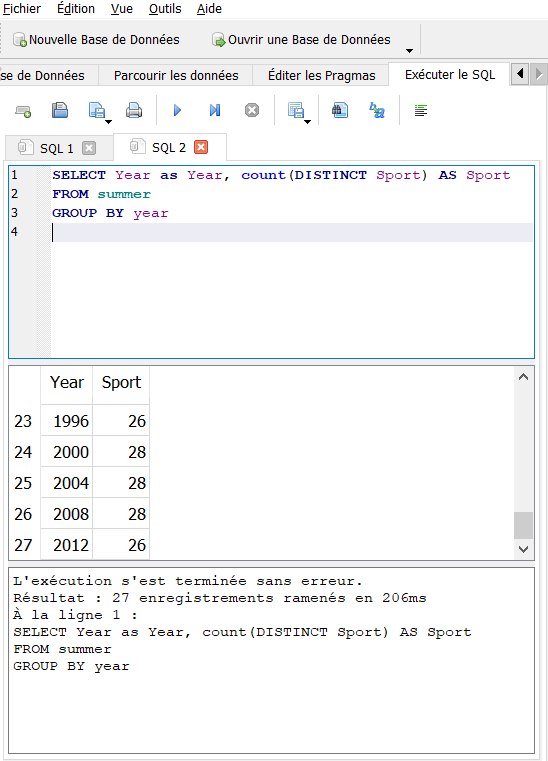 Fichier Édition Vue Outils Aide
Nouvelle Base de Données Ouvrir une Base de Données
se de Données Parcourir les données Éditer les Pragmas Exécuter le SQL
SQL 1 SQL 2
1 SELECT Year as Year, count(DISTINCT Sport) AS Sport
2 FROM summer
3 GROUP BY year
4
Year Sport
23 1996 26
24 2000 28
25 2004 28
26 2008 28
27 2012 26
L'exécution s'est terminée sans erreur.
Résultat : 27 enregistrements ramenés en 206ms
À la ligne 1 :
SELECT Year as Year, count(DISTINCT Sport) AS Sport
FROM summer
GROUP BY year